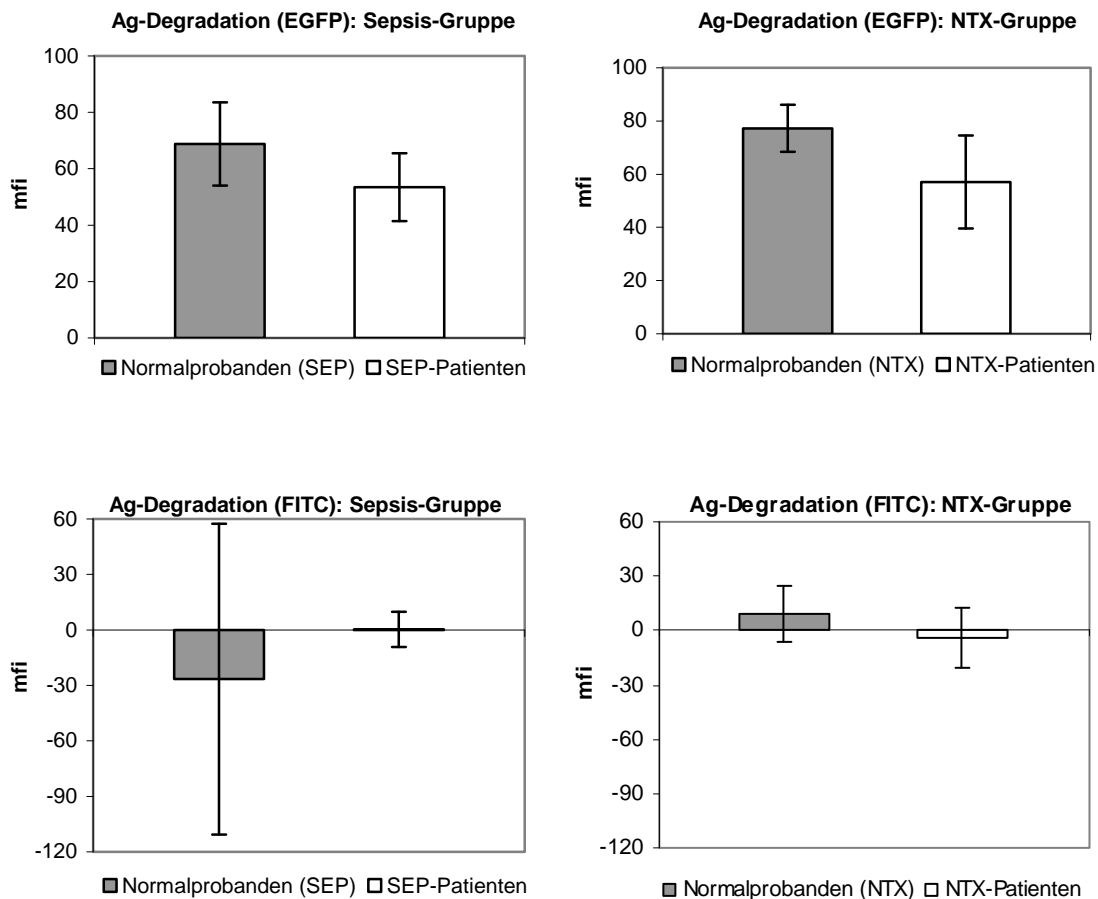 Ag-Degradation (EGFP): Sepsis-Gruppe
100
80
60
40
20
0
mfi
Normalprobanden (SEP) SEP-Patienten
Ag-Degradation (EGFP): NTX-Gruppe
100
80
60
40
20
0
mfi
Normalprobanden (NTX) NTX-Patienten
Ag-Degradation (FITC): Sepsis-Gruppe
60
30
0
-30
-60
-90
-120
mfi
Normalprobanden (SEP) SEP-Patienten
Ag-Degradation (FITC): NTX-Gruppe
60
30
0
-30
-60
-90
-120
mfi
Normalprobanden (NTX) NTX-Patienten